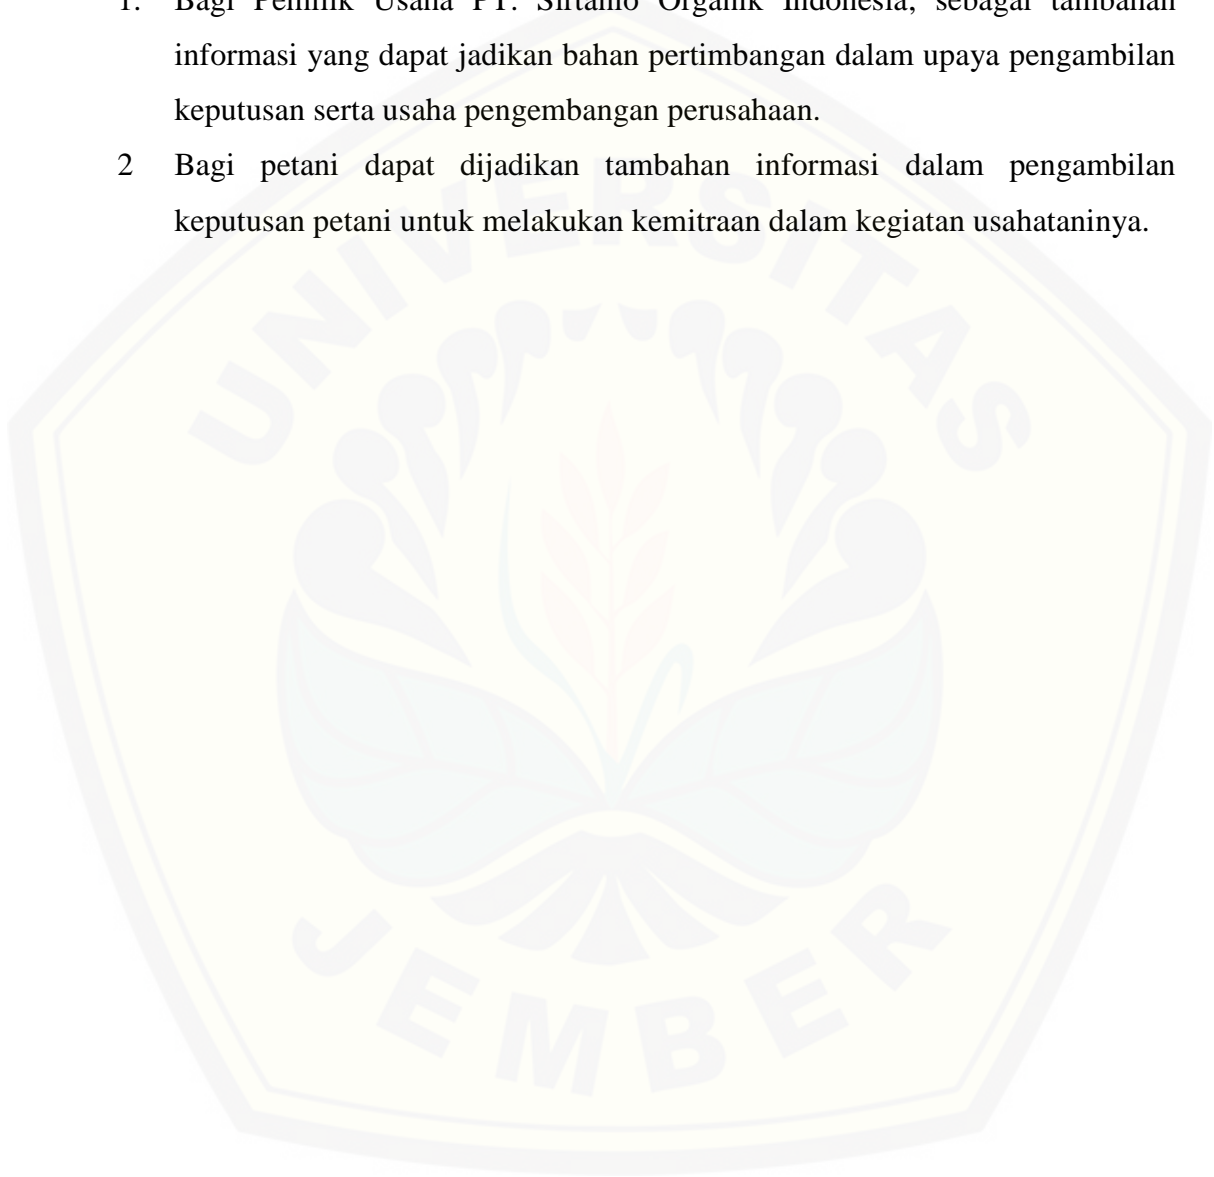 1. Bagi Pemilik Usaha PT. Sirtanio Organik Indonesia, sebagai tambahan
informasi yang dapat jadikan bahan pertimbangan dalam upaya pengambilan
keputusan serta usaha pengembangan perusahaan.
2 Bagi petani dapat dijadikan tambahan informasi dalam pengambilan
keputusan petani untuk melakukan kemitraan dalam kegiatan usahataninya.
UNIVERSITAS
JEMBER